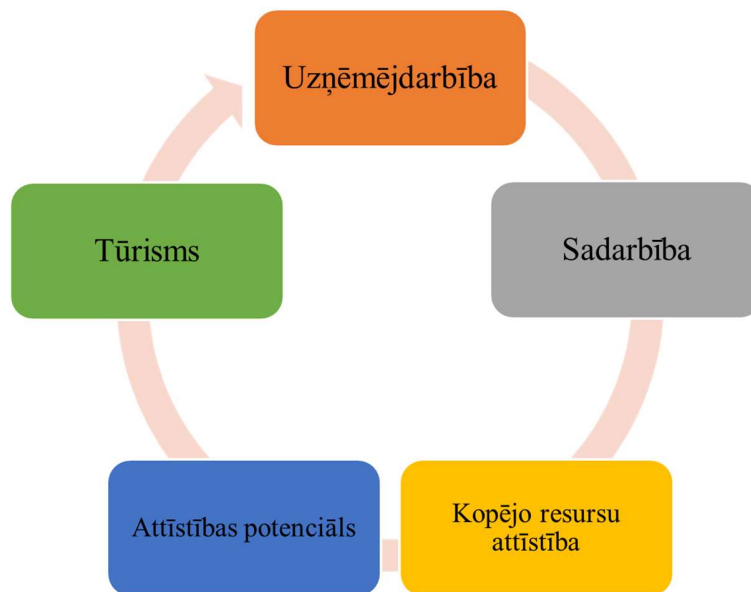 Uzņēmējdarbība
Sadarbība
Kopējo resursu
attīstība
Attīstības potenciāls
Tūrisms